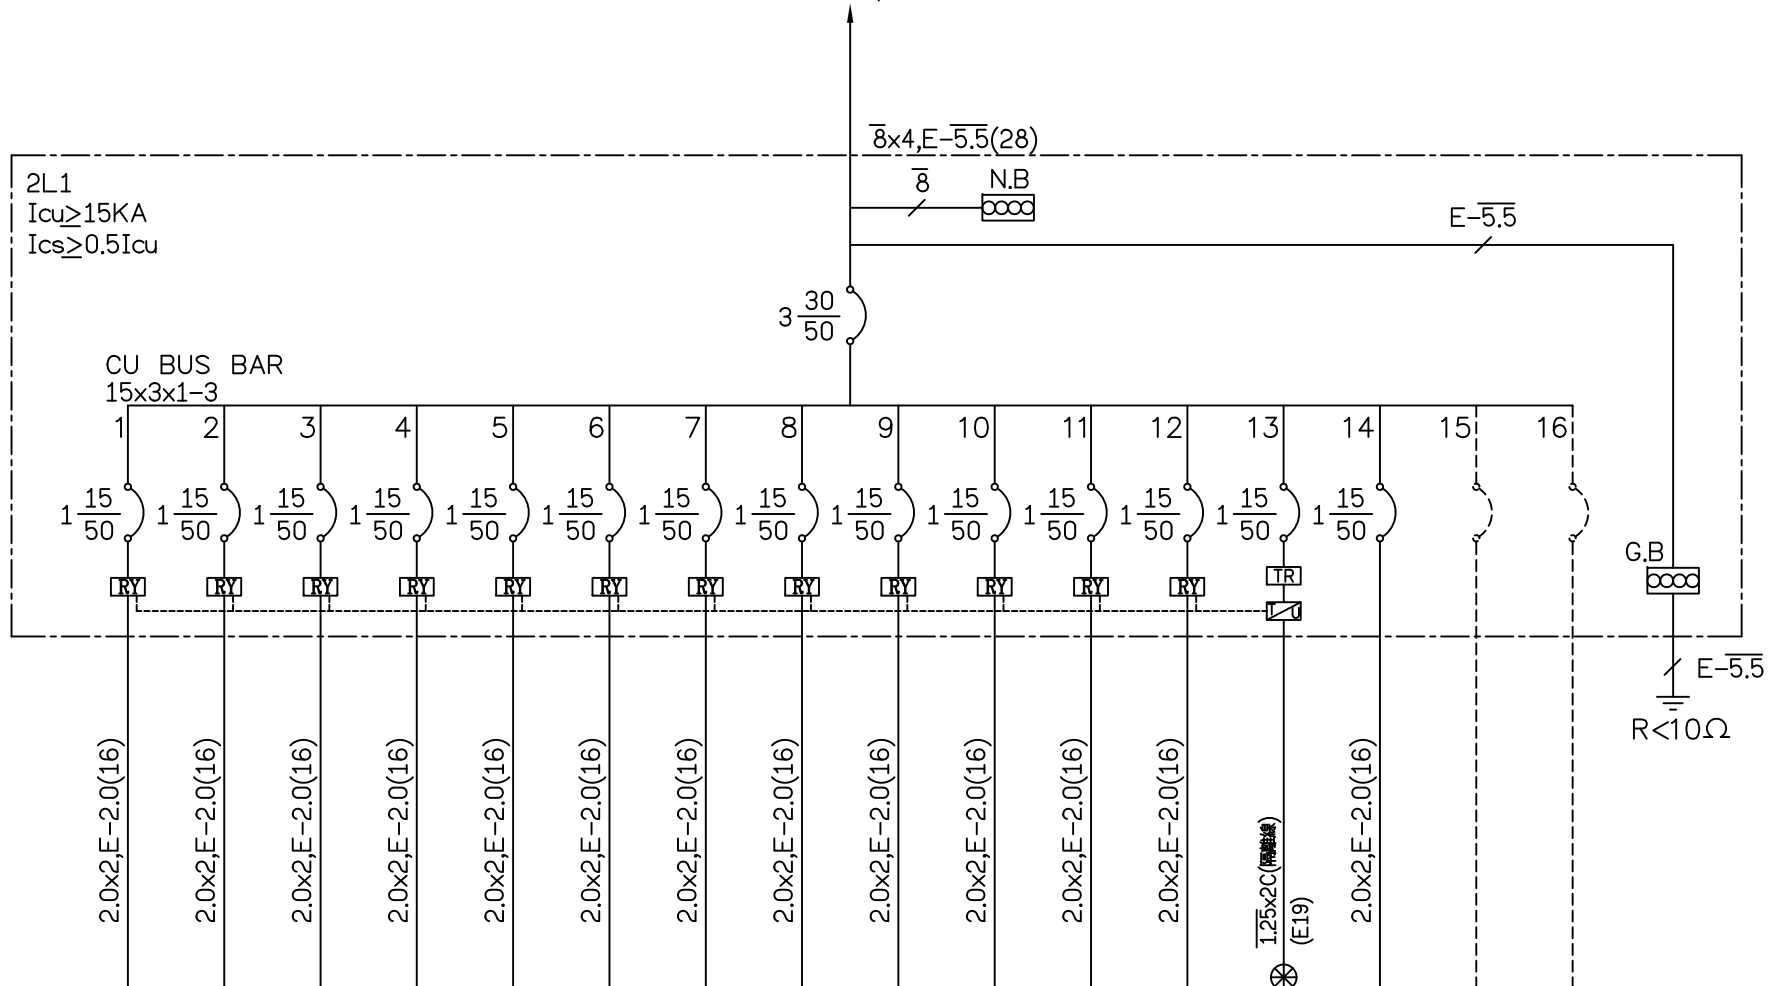 8x4,E-5.5(28)
2L1
Icu≥15KA
Ics≥0.5Icu
8
N.B
E-5.5
3 30/50
CU BUS BAR
15x3x1-3
1 2 3 4 5 6 7 8 9 10 11 12 13 14 15 16
1 15/50 1 15/50 1 15/50 1 15/50 1 15/50 1 15/50 1 15/50 1 15/50 1 15/50 1 15/50 1 15/50 1 15/50 1 15/50 1 15/50
G.B
RY RY RY RY RY RY RY RY RY RY RY RY TR
T/U
E-5.5
R<10Ω
2.0x2,E-2.0(16)
2.0x2,E-2.0(16)
2.0x2,E-2.0(16)
2.0x2,E-2.0(16)
2.0x2,E-2.0(16)
2.0x2,E-2.0(16)
2.0x2,E-2.0(16)
2.0x2,E-2.0(16)
2.0x2,E-2.0(16)
2.0x2,E-2.0(16)
2.0x2,E-2.0(16)
2.0x2,E-2.0(16)
1.25x2C(隔離線)
(E19)
2.0x2,E-2.0(16)